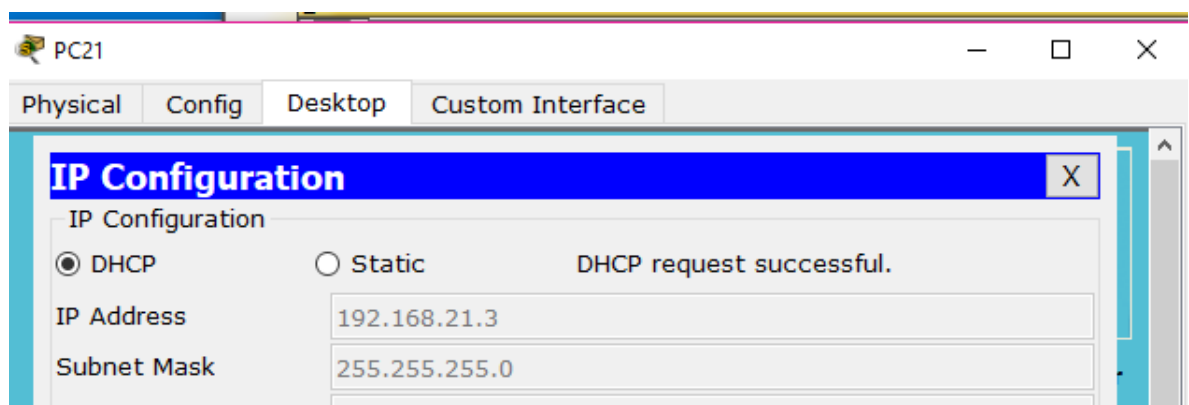 PC21
Physical Config Desktop Custom Interface
IP Configuration X
IP Configuration
DHCP Static DHCP request successful.
IP Address 192.168.21.3
Subnet Mask 255.255.255.0